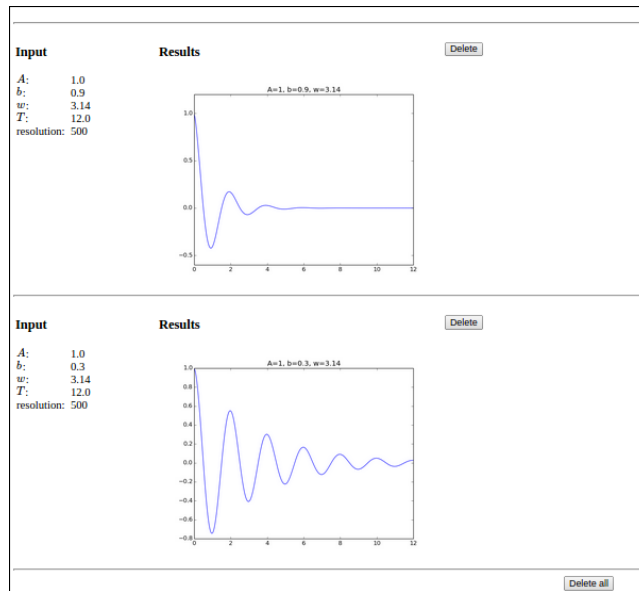 Input Results Delete
A: 1.0
b: 0.9
w: 3.14
T: 12.0
resolution: 500
A=1, b=0.9, w=3.14
1.0
0.5
0.0
−0.5
0 2 4 6 8 10 12
Input Results Delete
A: 1.0
b: 0.3
w: 3.14
T: 12.0
resolution: 500
A=1, b=0.3, w=3.14
1.0
0.8
0.6
0.4
0.2
0.0
−0.2
−0.4
−0.6
−0.8
0 2 4 6 8 10 12
Delete all